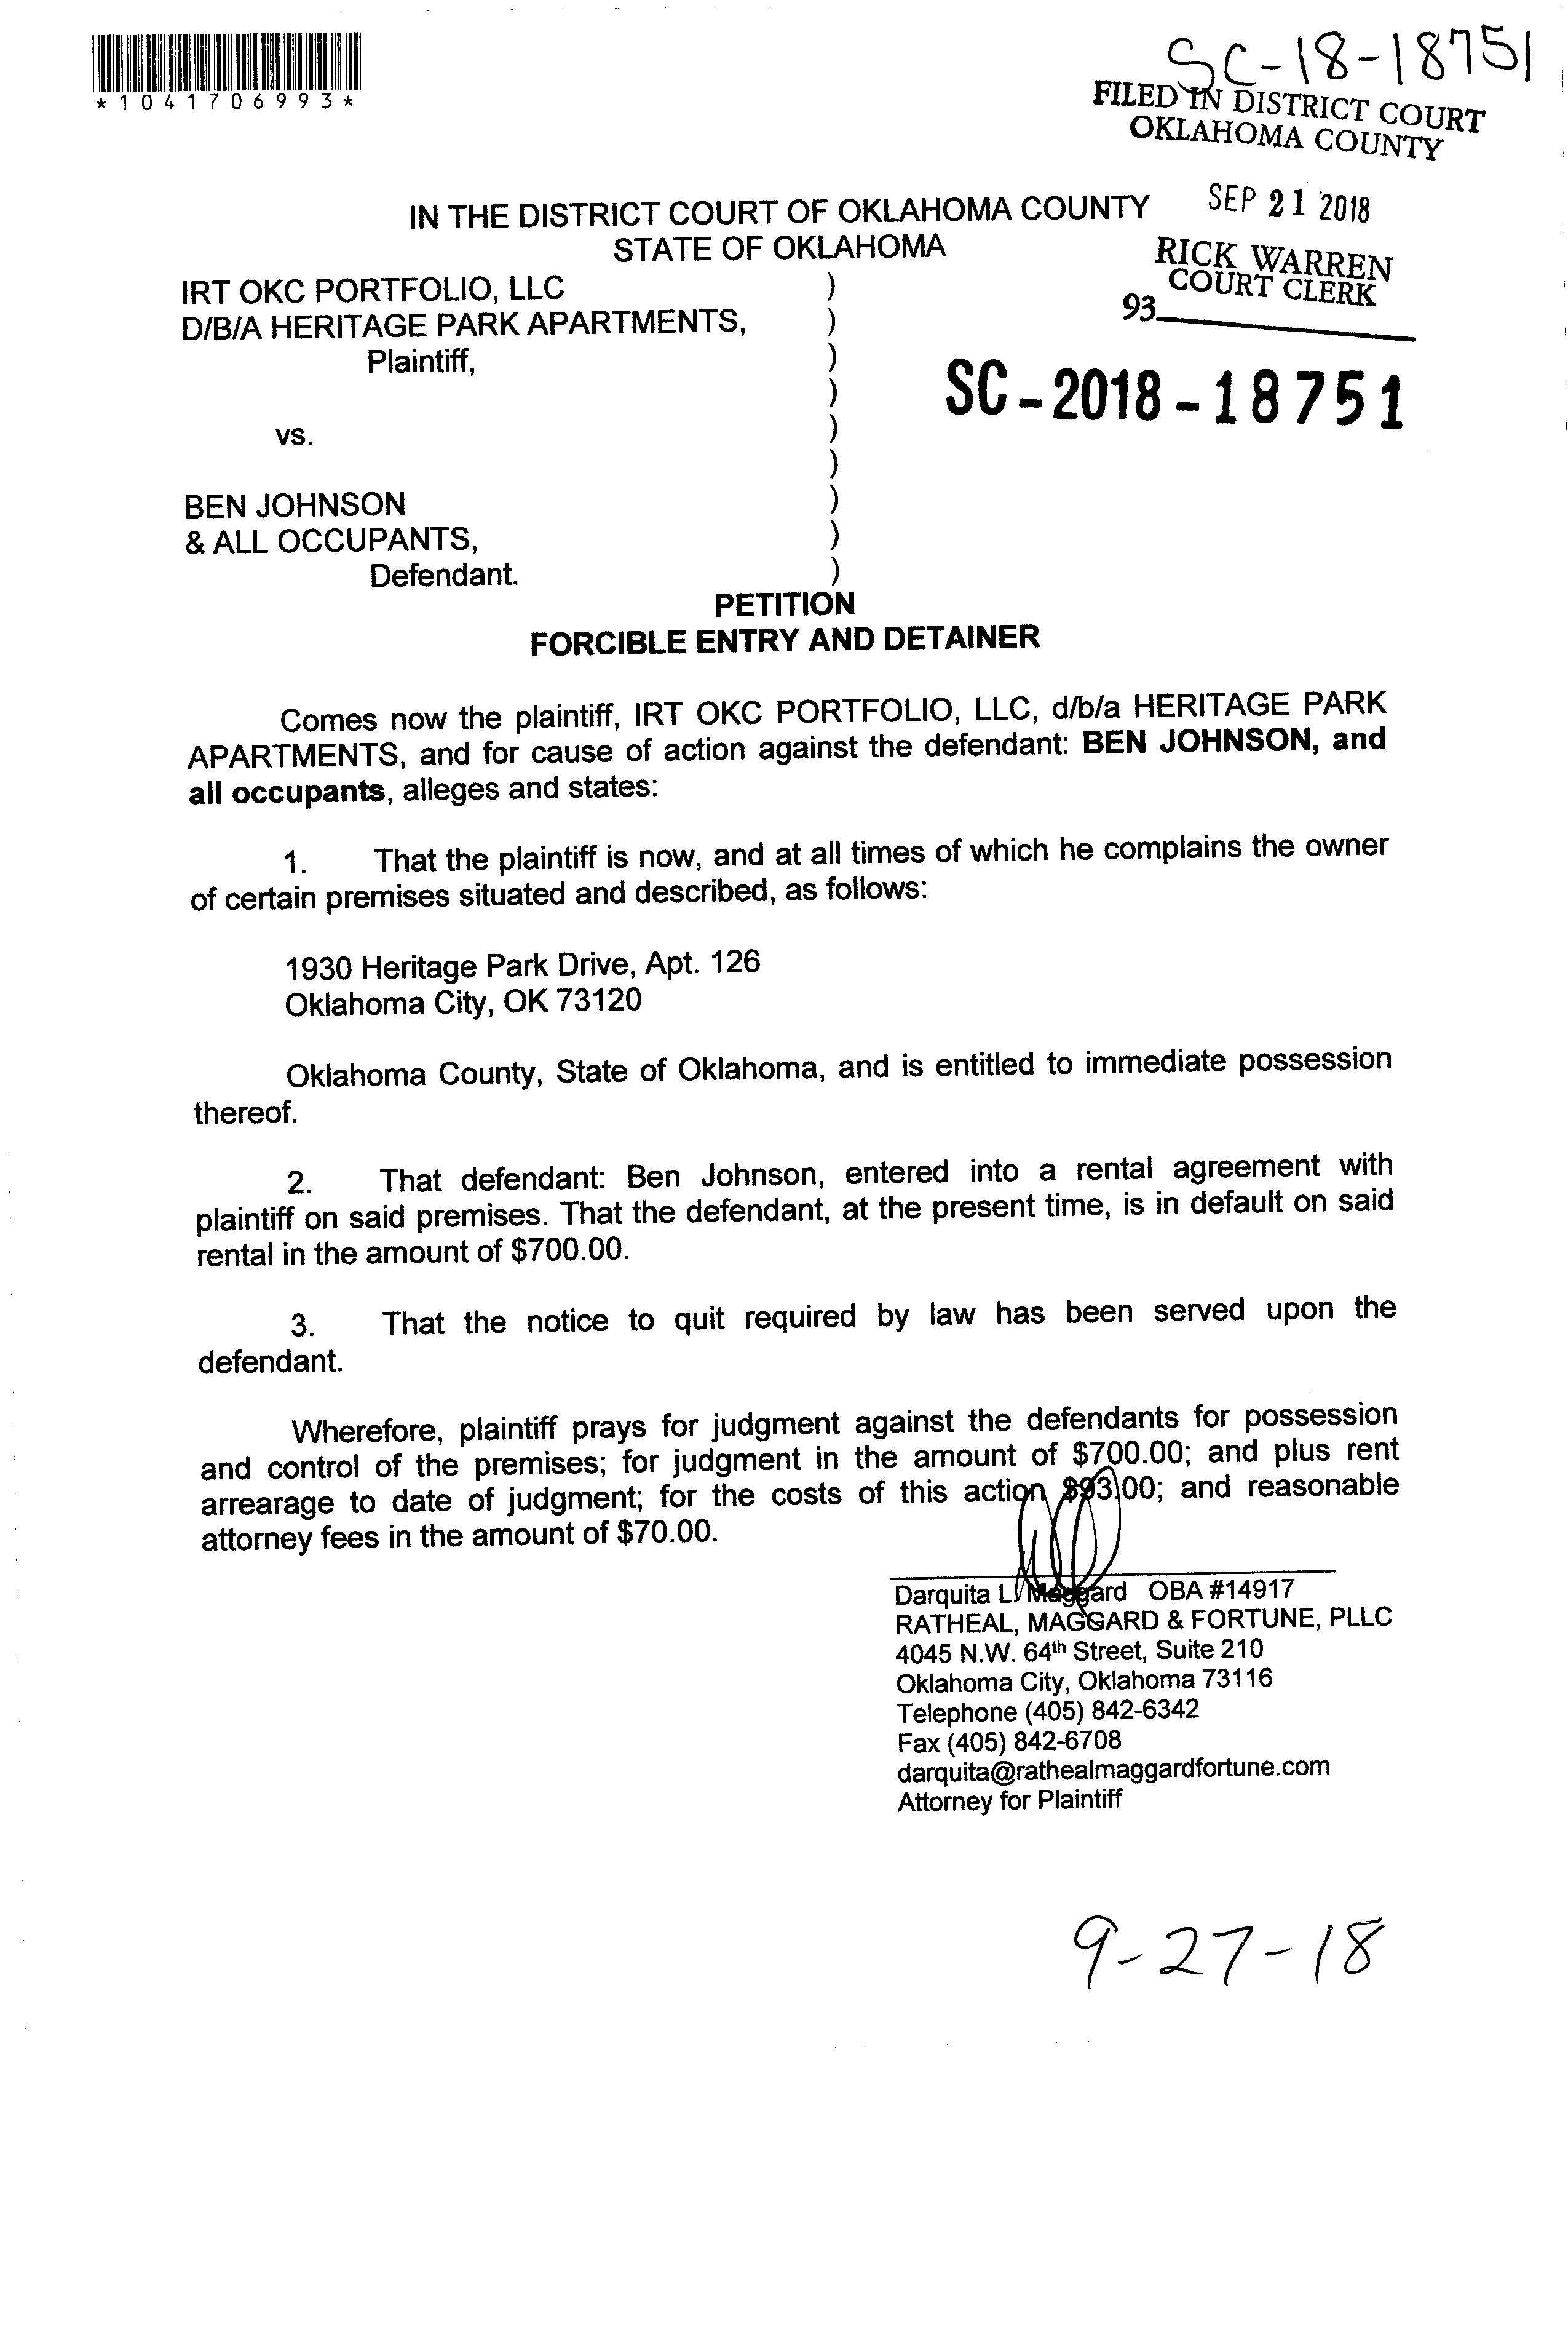 *1041706993*
SC-18-18751
FILED IN DISTRICT COURT
OKLAHOMA COUNTY
SEP 21 2018
RICK WARREN
COURT CLERK
93
IN THE DISTRICT COURT OF OKLAHOMA COUNTY
STATE OF OKLAHOMA
IRT OKC PORTFOLIO, LLC )
D/B/A HERITAGE PARK APARTMENTS, )
Plaintiff, )
)
vs. )
)
BEN JOHNSON )
& ALL OCCUPANTS, )
Defendant. )
SC-2018-18751
PETITION
FORCIBLE ENTRY AND DETAINER
Comes now the plaintiff, IRT OKC PORTFOLIO, LLC, d/b/a HERITAGE PARK
APARTMENTS, and for cause of action against the defendant: BEN JOHNSON, and
all occupants, alleges and states:
1. That the plaintiff is now, and at all times of which he complains the owner
of certain premises situated and described, as follows:
1930 Heritage Park Drive, Apt. 126
Oklahoma City, OK 73120
Oklahoma County, State of Oklahoma, and is entitled to immediate possession
thereof.
2. That defendant: Ben Johnson, entered into a rental agreement with
plaintiff on said premises. That the defendant, at the present time, is in default on said
rental in the amount of $700.00.
3. That the notice to quit required by law has been served upon the
defendant.
Wherefore, plaintiff prays for judgment against the defendants for possession
and control of the premises; for judgment in the amount of $700.00; and plus rent
arrearage to date of judgment; for the costs of this action $93.00; and reasonable
attorney fees in the amount of $70.00.
Darquita L. Maggard OBA #14917
RATHEAL, MAGGARD & FORTUNE, PLLC
4045 N.W. 64th Street, Suite 210
Oklahoma City, Oklahoma 73116
Telephone (405) 842-6342
Fax (405) 842-6708
darquita@rathealmaggardfortune.com
Attorney for Plaintiff
9-27-18